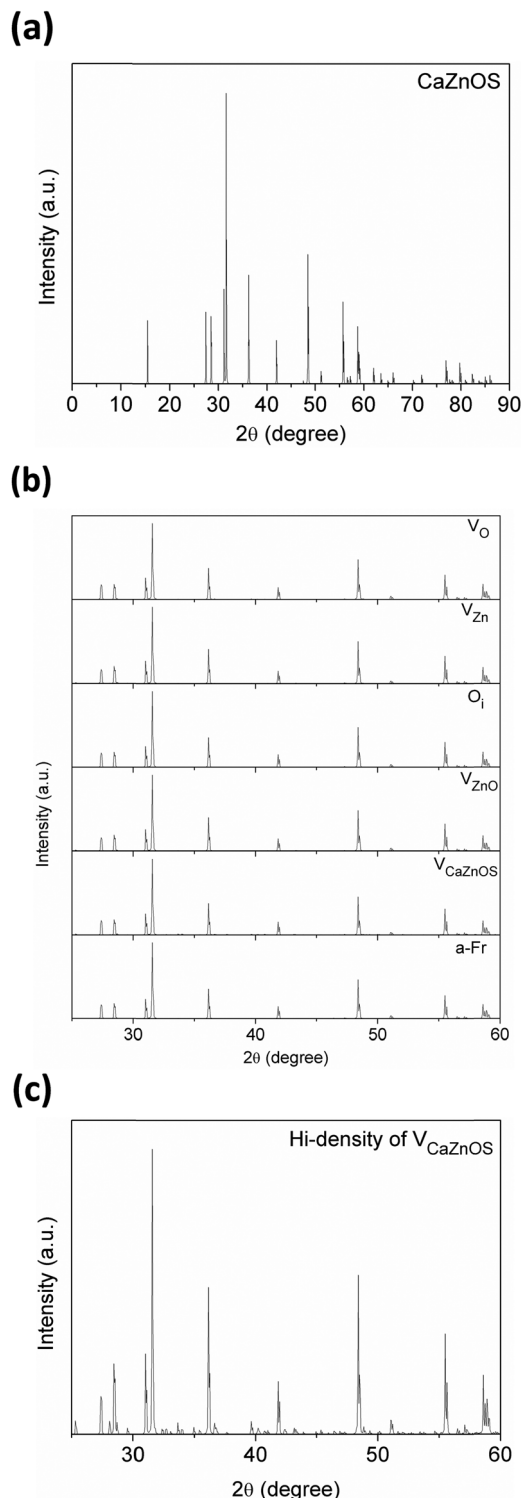 (a)
CaZnOS
Intensity (a.u.)
0 10 20 30 40 50 60 70 80 90
2θ (degree)
(b)
V_O
V_Zn
O_i
V_ZnO
V_CaZnOS
a-Fr
Intensity (a.u.)
30 40 50 60
2θ (degree)
(c)
Hi-density of V_CaZnOS
Intensity (a.u.)
30 40 50 60
2θ (degree)